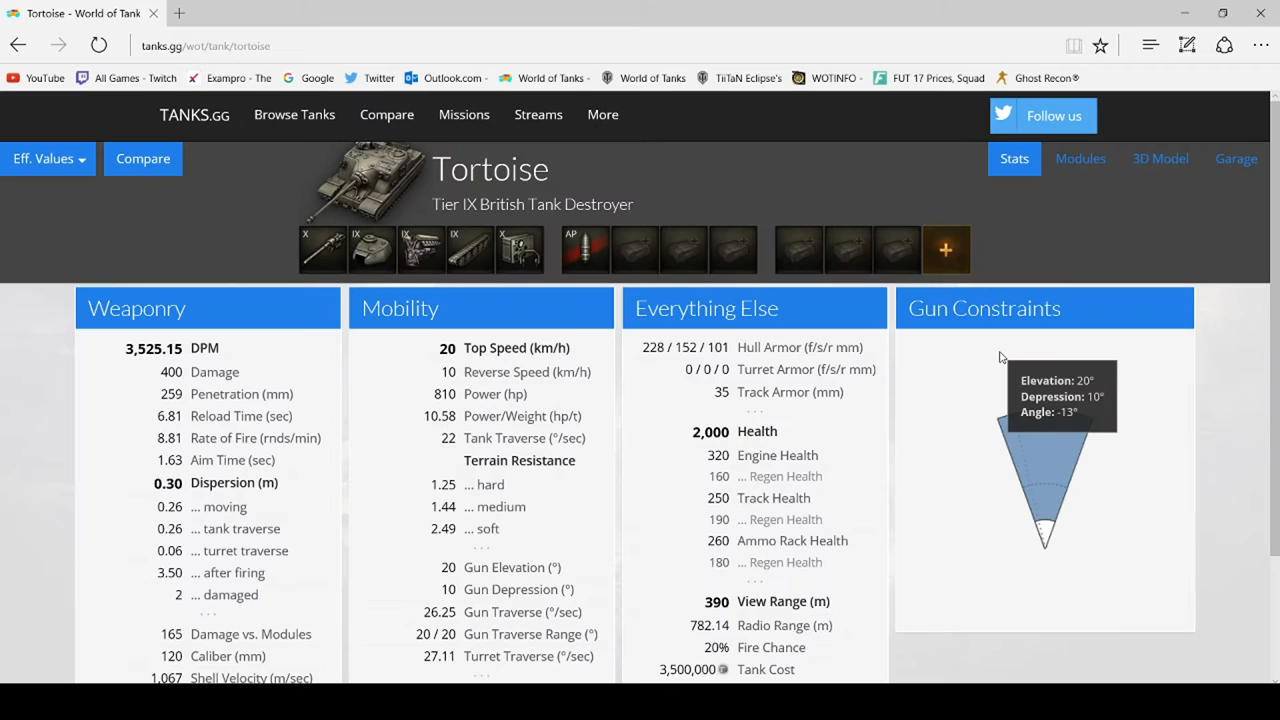 Tortoise - World of Tank
tanks.gg/wot/tank/tortoise
YouTube
All Games - Twitch
Exampro - The
Google
Twitter
Outlook.com -
World of Tanks -
World of Tanks
TiiTaN Eclipse's
WOTINFO -
FUT 17 Prices, Squad
Ghost Recon®
TANKS.GG
Browse Tanks
Compare
Missions
Streams
More
Follow us
Eff. Values
Compare
Tortoise
Tier IX British Tank Destroyer
Stats
Modules
3D Model
Garage
X
IX
IX
IX
X
AP
+
Weaponry
3,525.15 DPM
400 Damage
259 Penetration (mm)
6.81 Reload Time (sec)
8.81 Rate of Fire (rnds/min)
1.63 Aim Time (sec)
0.30 Dispersion (m)
0.26 ... moving
0.26 ... tank traverse
0.06 ... turret traverse
3.50 ... after firing
2 ... damaged
. . .
165 Damage vs. Modules
120 Caliber (mm)
1,067 Shell Velocity (m/sec)
Mobility
20 Top Speed (km/h)
10 Reverse Speed (km/h)
810 Power (hp)
10.58 Power/Weight (hp/t)
22 Tank Traverse (°/sec)
Terrain Resistance
1.25 ... hard
1.44 ... medium
2.49 ... soft
. . .
20 Gun Elevation (°)
10 Gun Depression (°)
26.25 Gun Traverse (°/sec)
20 / 20 Gun Traverse Range (°)
27.11 Turret Traverse (°/sec)
. . .
Everything Else
228 / 152 / 101 Hull Armor (f/s/r mm)
0 / 0 / 0 Turret Armor (f/s/r mm)
35 Track Armor (mm)
. . .
2,000 Health
320 Engine Health
160 ... Regen Health
250 Track Health
190 ... Regen Health
260 Ammo Rack Health
180 ... Regen Health
. . .
390 View Range (m)
782.14 Radio Range (m)
20% Fire Chance
3,500,000 Tank Cost
Gun Constraints
Elevation: 20°
Depression: 10°
Angle: -13°